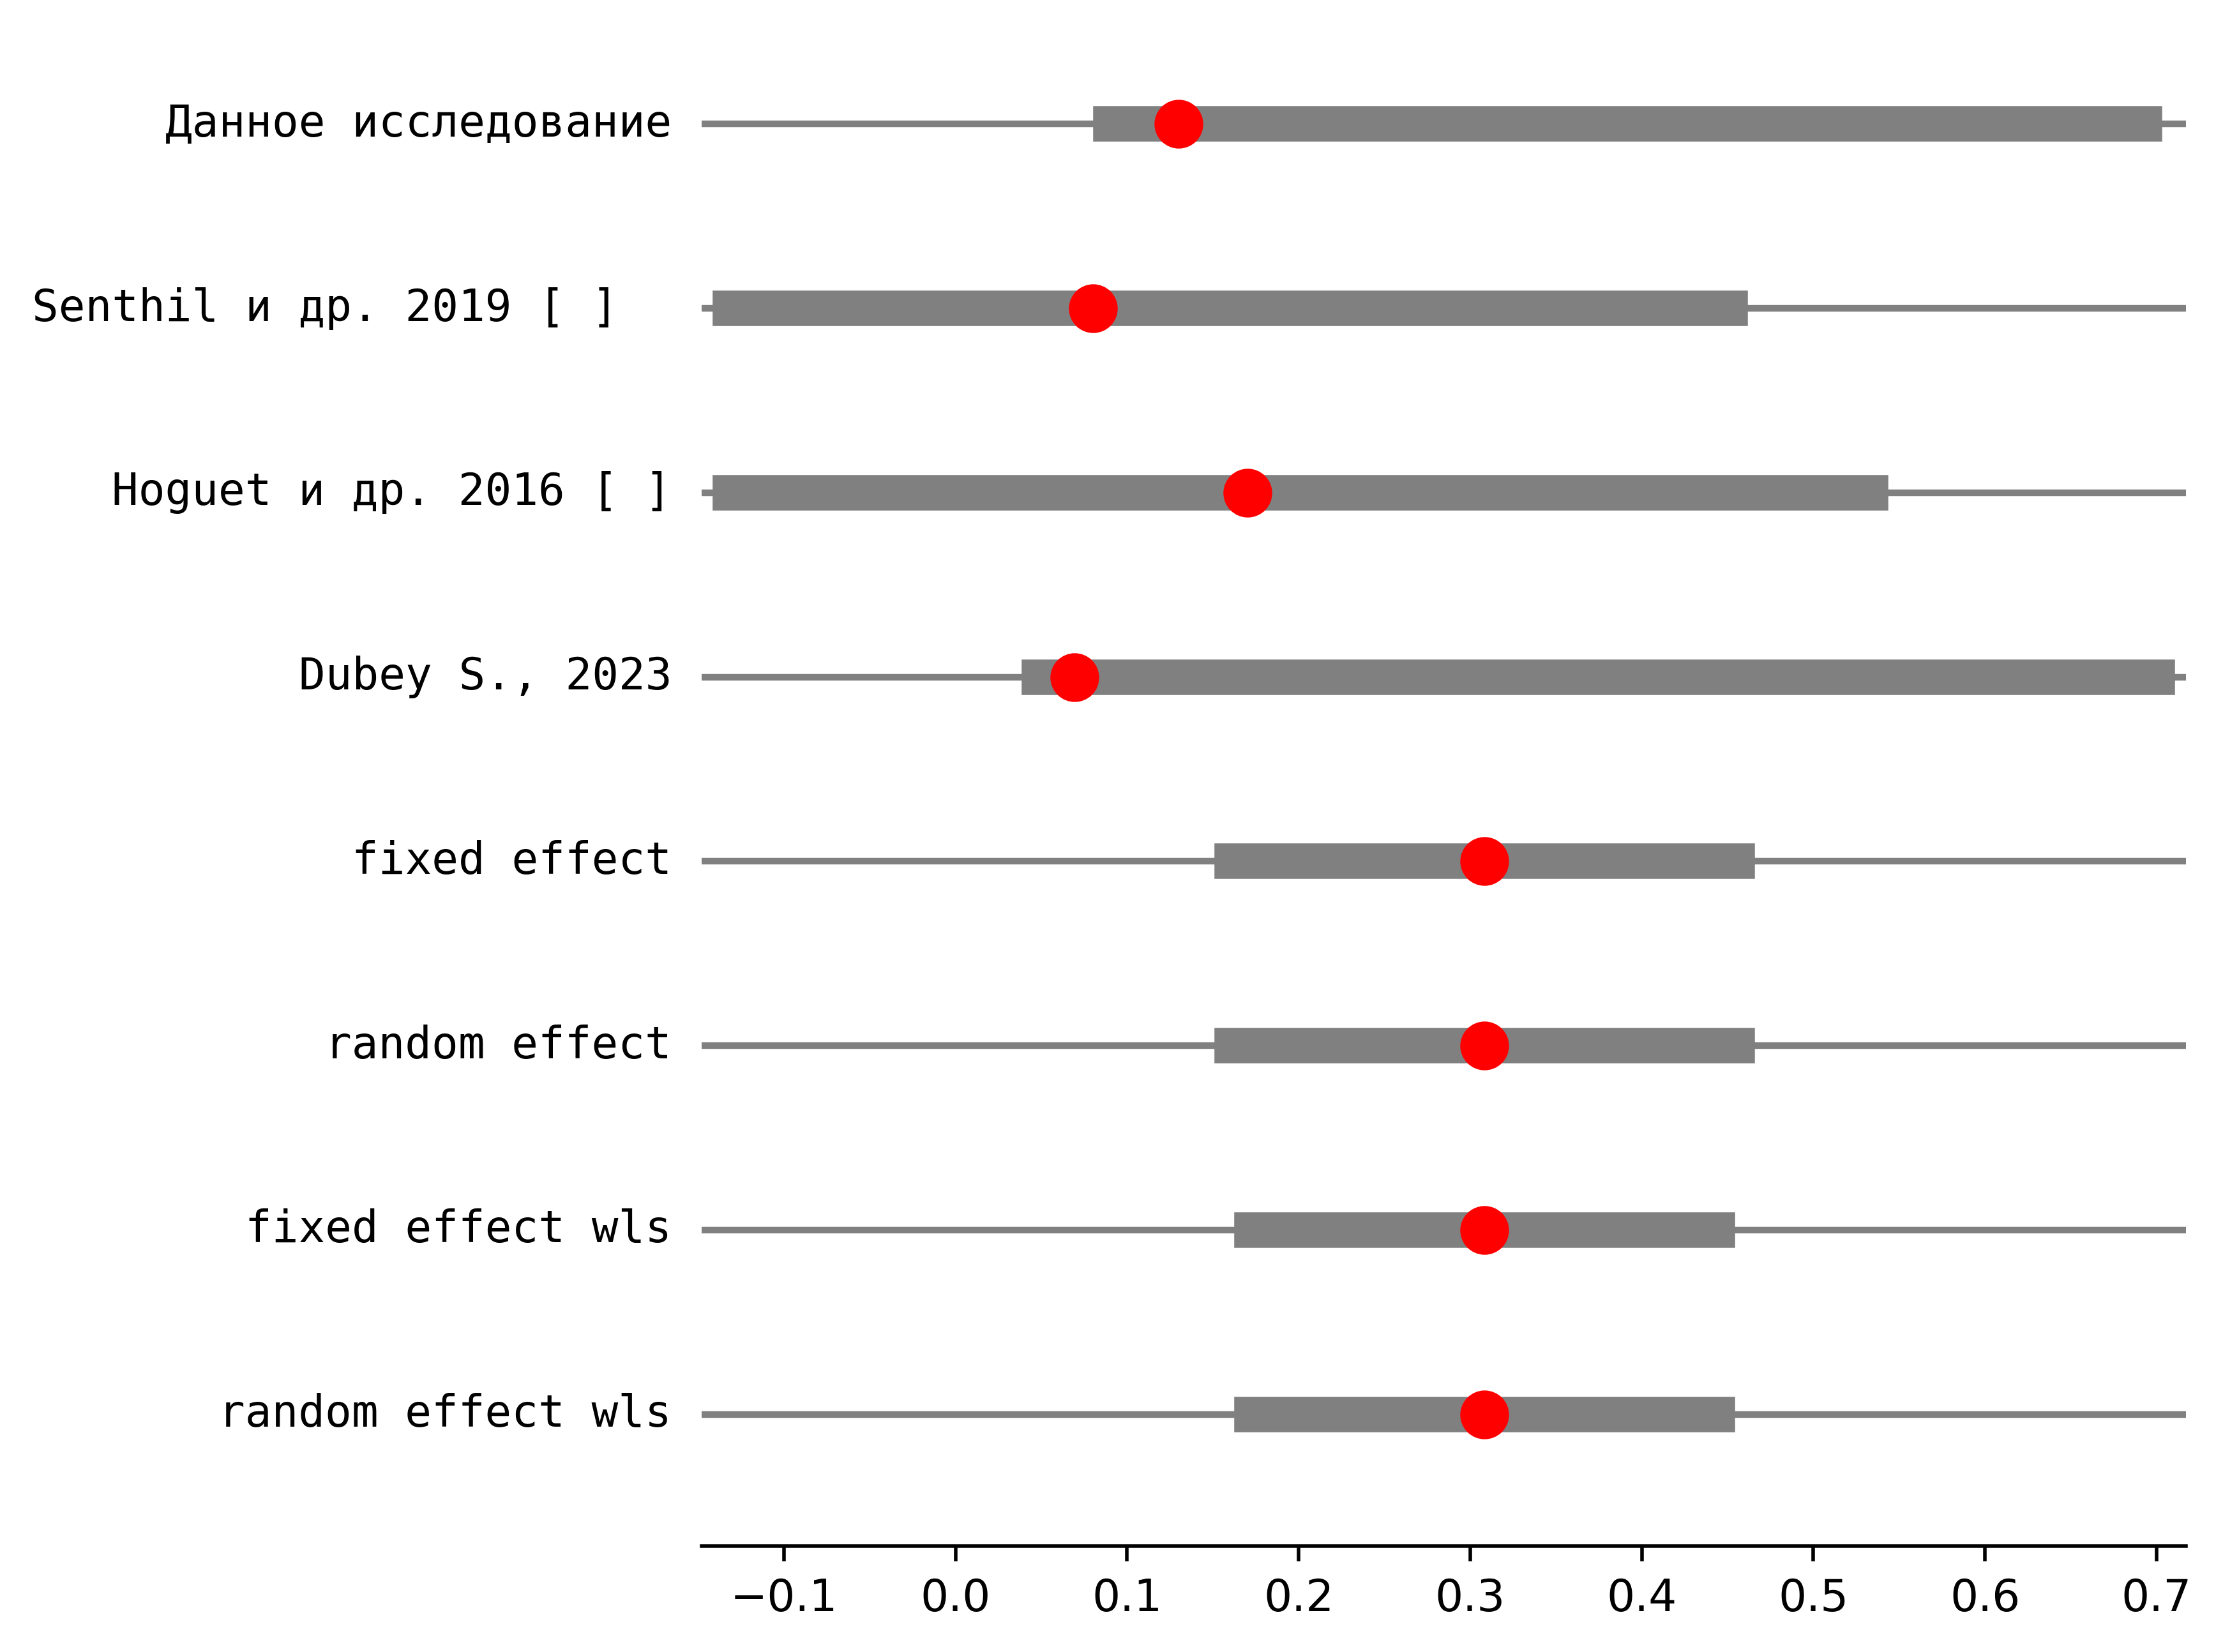 Данное исследование
Senthil и др. 2019 [ ]
Hoguet и др. 2016 [ ]
Dubey S., 2023
fixed effect
random effect
fixed effect wls
random effect wls
−0.1 0.0 0.1 0.2 0.3 0.4 0.5 0.6 0.7